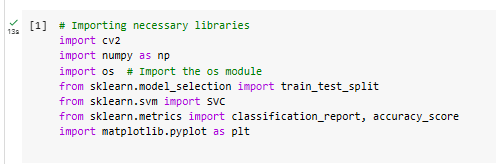 [1] # Importing necessary libraries
import cv2
import numpy as np
import os  # Import the os module
from sklearn.model_selection import train_test_split
from sklearn.svm import SVC
from sklearn.metrics import classification_report, accuracy_score
import matplotlib.pyplot as plt
13s